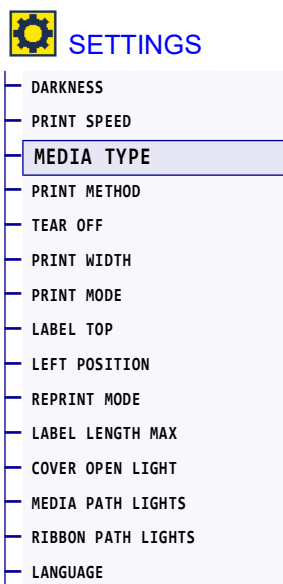 SETTINGS
DARKNESS
PRINT SPEED
MEDIA TYPE
PRINT METHOD
TEAR OFF
PRINT WIDTH
PRINT MODE
LABEL TOP
LEFT POSITION
REPRINT MODE
LABEL LENGTH MAX
COVER OPEN LIGHT
MEDIA PATH LIGHTS
RIBBON PATH LIGHTS
LANGUAGE